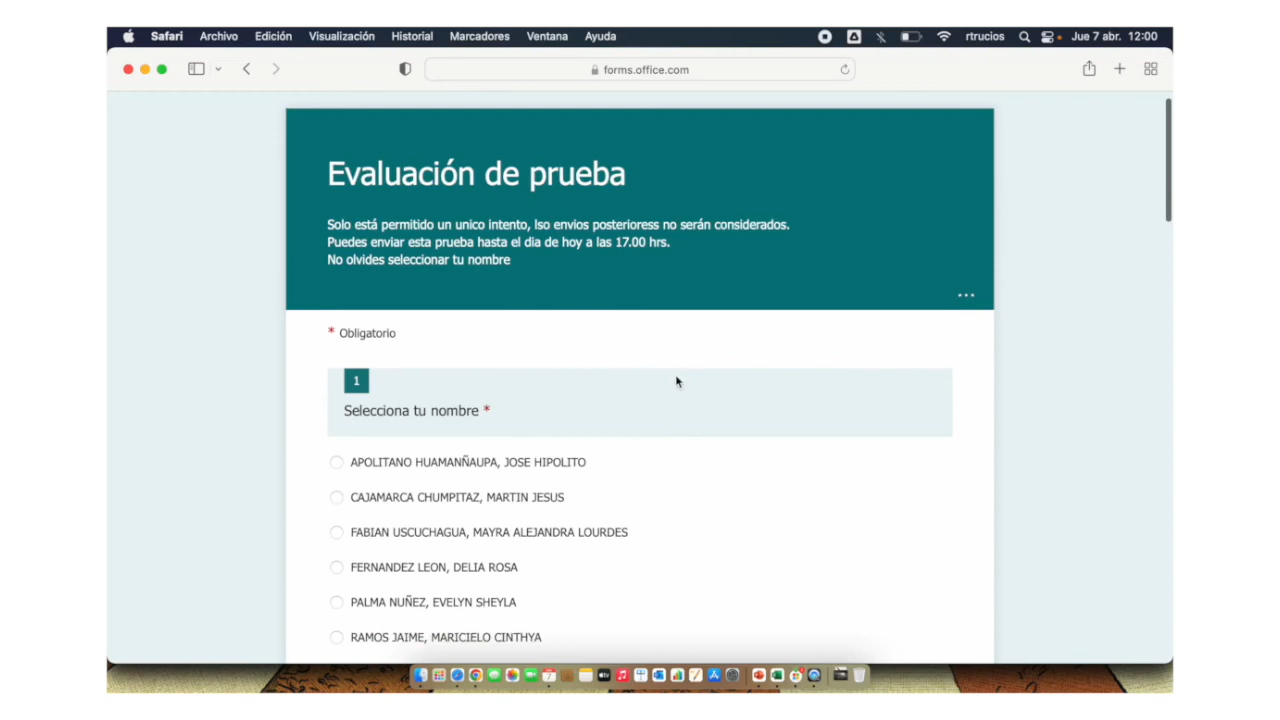 Safari Archivo Edición Visualización Historial Marcadores Ventana Ayuda rtrucios Jue 7 abr. 12:00
forms.office.com
Evaluación de prueba
Solo está permitido un unico intento, lso envios posterioress no serán considerados.
Puedes enviar esta prueba hasta el dia de hoy a las 17.00 hrs.
No olvides seleccionar tu nombre
...
* Obligatorio
1
Selecciona tu nombre *
APOLITANO HUAMANÑAUPA, JOSE HIPOLITO
CAJAMARCA CHUMPITAZ, MARTIN JESUS
FABIAN USCUCHAGUA, MAYRA ALEJANDRA LOURDES
FERNANDEZ LEON, DELIA ROSA
PALMA NUÑEZ, EVELYN SHEYLA
RAMOS JAIME, MARICIELO CINTHYA